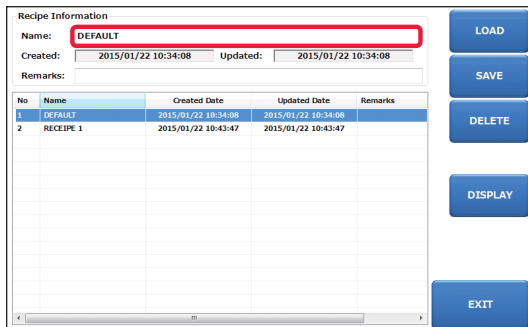 Recipe Information
Name: DEFAULT
Created: 2015/01/22 10:34:08 Updated: 2015/01/22 10:34:08
Remarks:
No Name Created Date Updated Date Remarks
1 DEFAULT 2015/01/22 10:34:08 2015/01/22 10:34:08
2 RECEIPE 1 2015/01/22 10:43:47 2015/01/22 10:43:47
LOAD
SAVE
DELETE
DISPLAY
EXIT